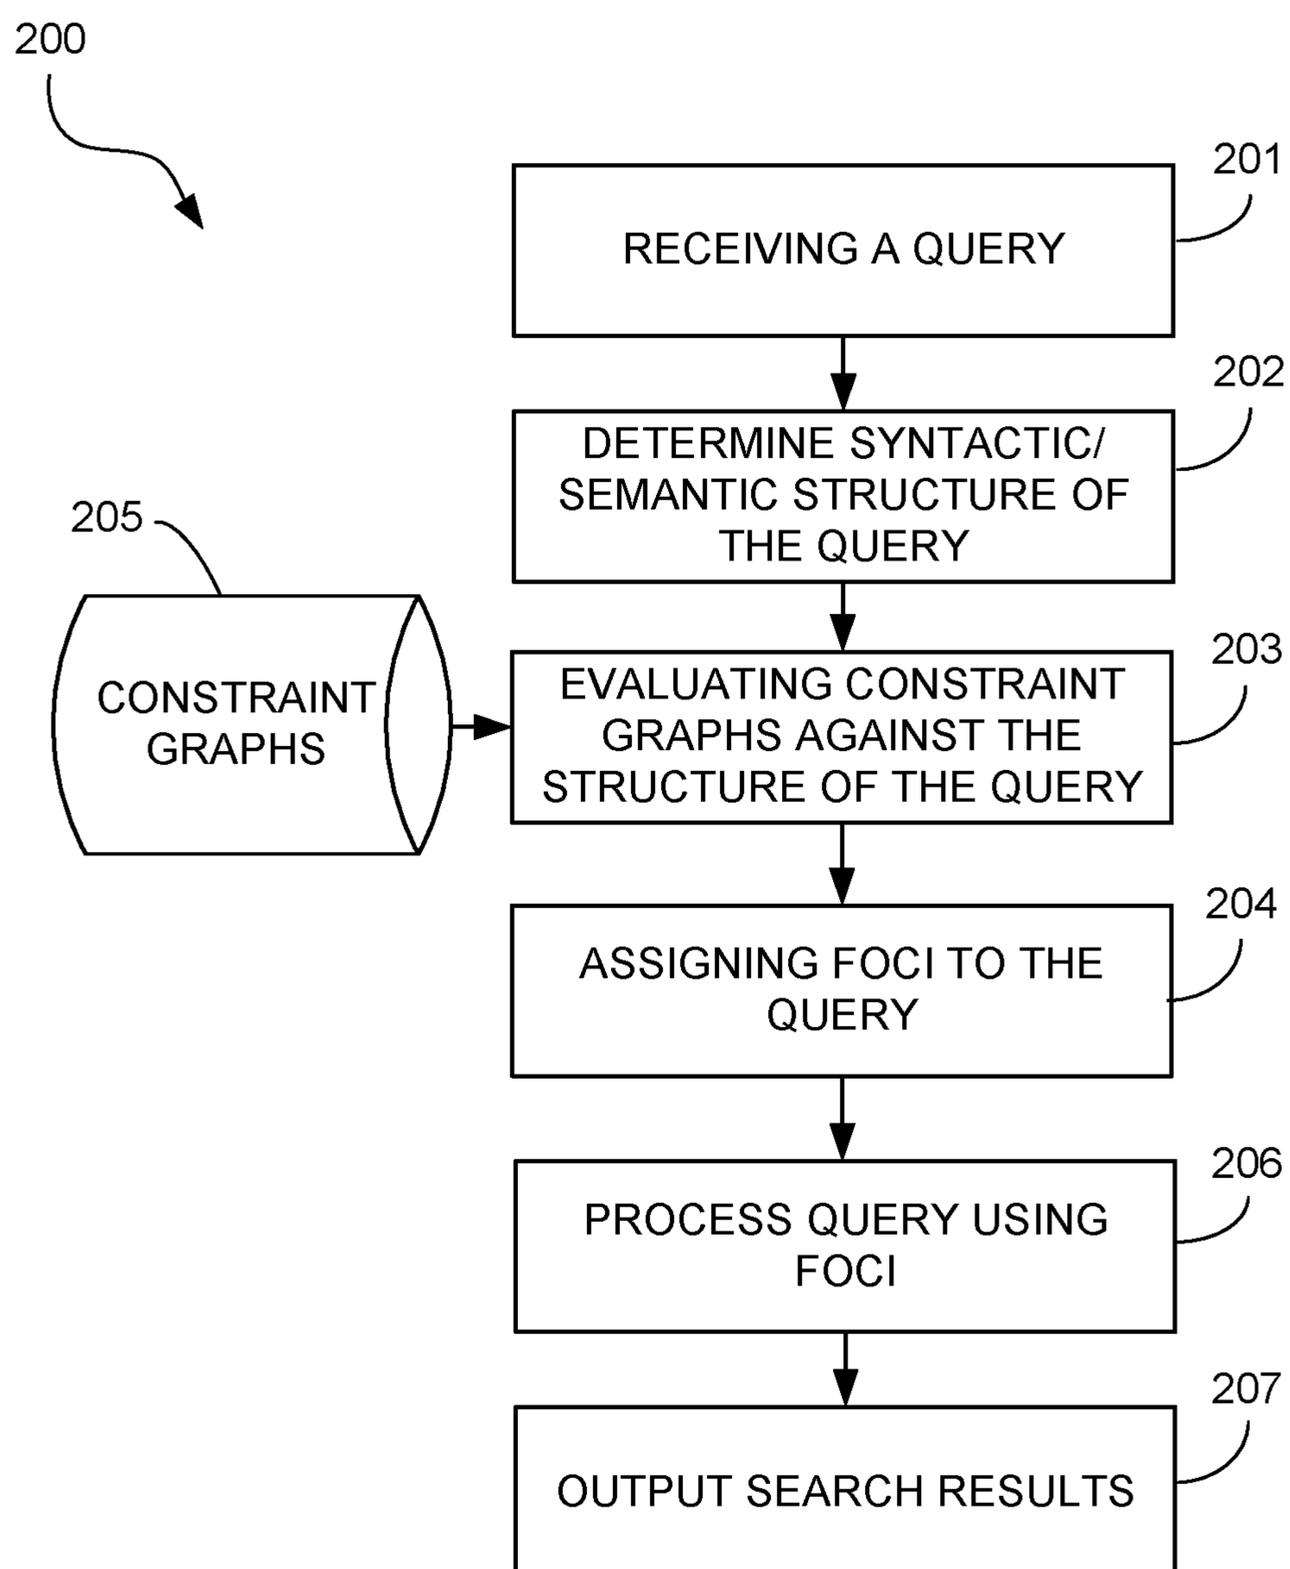 200
201
RECEIVING A QUERY
202
DETERMINE SYNTACTIC/
SEMANTIC STRUCTURE OF
THE QUERY
205
CONSTRAINT
GRAPHS
203
EVALUATING CONSTRAINT
GRAPHS AGAINST THE
STRUCTURE OF THE QUERY
204
ASSIGNING FOCI TO THE
QUERY
206
PROCESS QUERY USING
FOCI
207
OUTPUT SEARCH RESULTS